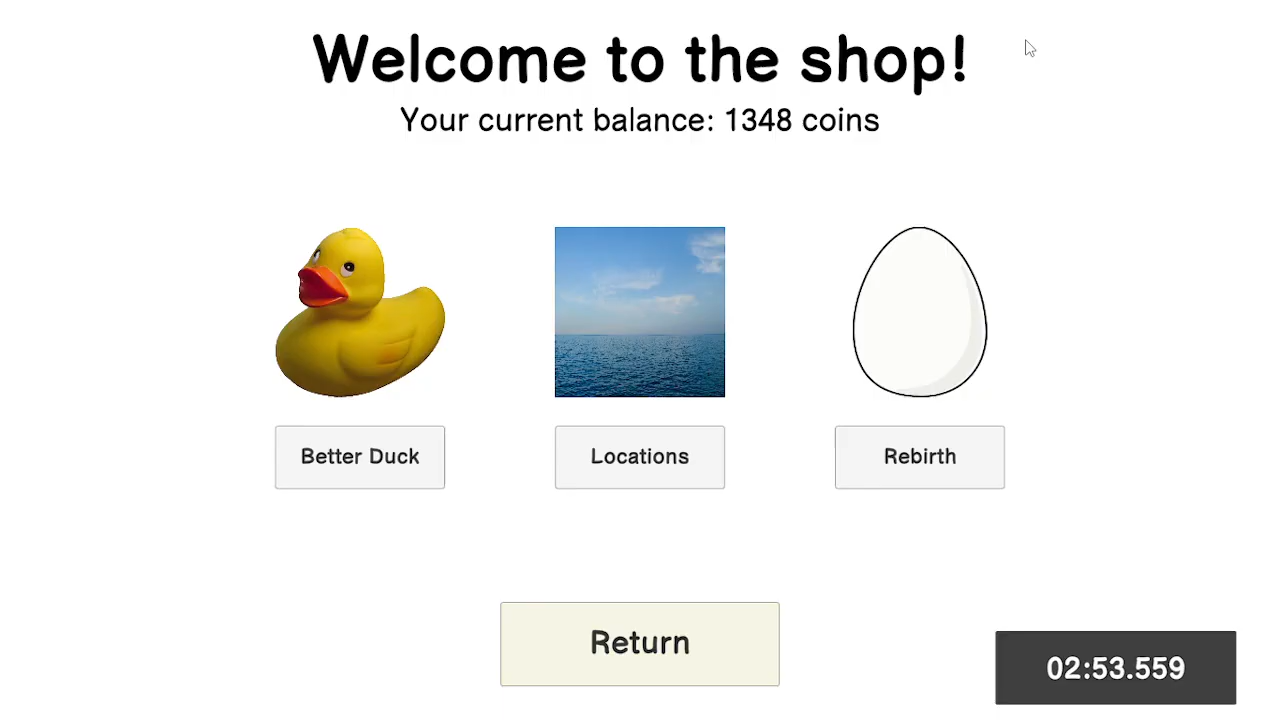 Welcome to the shop!
Your current balance: 1348 coins
Better Duck
Locations
Rebirth
Return
02:53.559